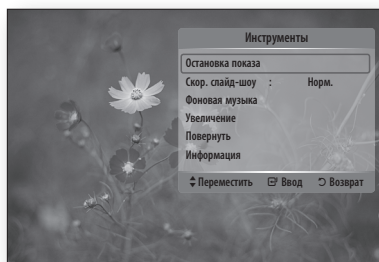 Инструменты
Остановка показа
Скор. слайд-шоу : Норм.
Фоновая музыка
Увеличение
Повернуть
Информация
Переместить Ввод Возврат